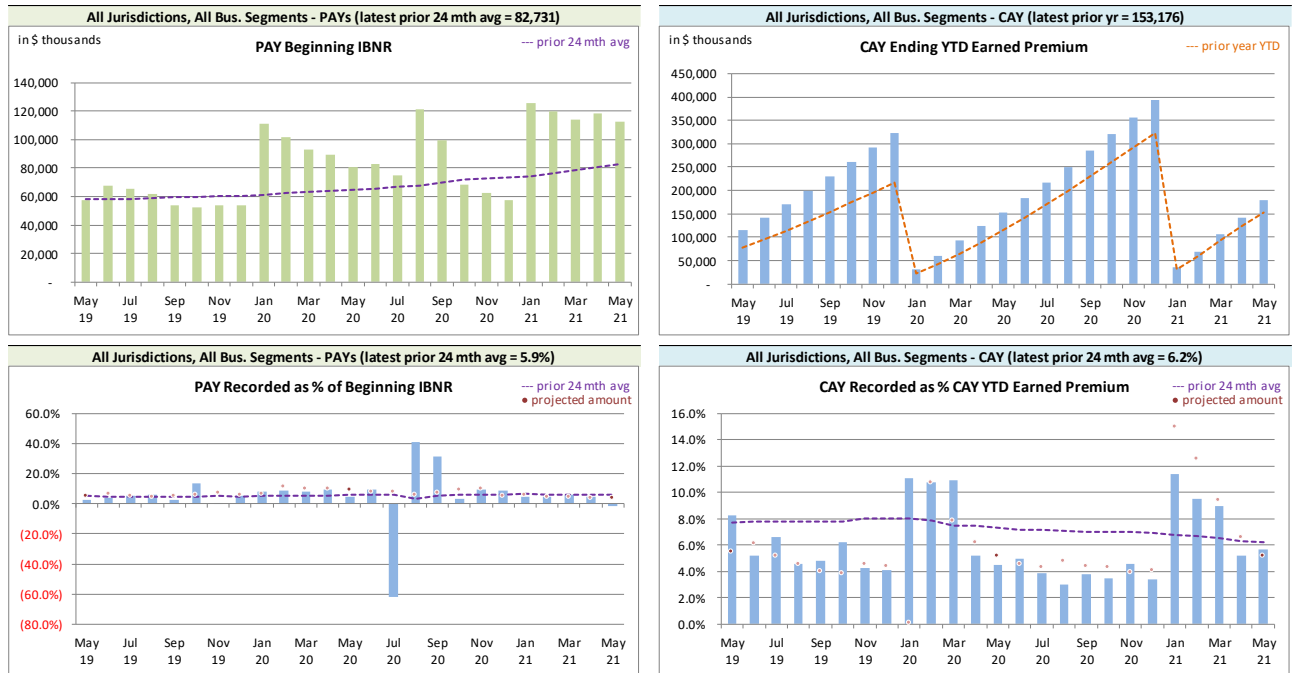 All Jurisdictions, All Bus. Segments - PAYs (latest prior 24 mth avg = 82,731)
in $ thousands
PAY Beginning IBNR
--- prior 24 mth avg
140,000
120,000
100,000
80,000
60,000
40,000
20,000
-
May Jul Sep Nov Jan Mar May Jul Sep Nov Jan Mar May
19 19 19 19 20 20 20 20 20 20 21 21 21
All Jurisdictions, All Bus. Segments - CAY (latest prior yr = 153,176)
in $ thousands
CAY Ending YTD Earned Premium
--- prior year YTD
450,000
400,000
350,000
300,000
250,000
200,000
150,000
100,000
50,000
-
May Jul Sep Nov Jan Mar May Jul Sep Nov Jan Mar May
19 19 19 19 20 20 20 20 20 20 21 21 21
All Jurisdictions, All Bus. Segments - PAYs (latest prior 24 mth avg = 5.9%)
PAY Recorded as % of Beginning IBNR
--- prior 24 mth avg
• projected amount
60.0%
40.0%
20.0%
0.0%
(20.0%)
(40.0%)
(60.0%)
(80.0%)
May Jul Sep Nov Jan Mar May Jul Sep Nov Jan Mar May
19 19 19 19 20 20 20 20 20 20 21 21 21
All Jurisdictions, All Bus. Segments - CAY (latest prior 24 mth avg = 6.2%)
CAY Recorded as % CAY YTD Earned Premium
--- prior 24 mth avg
• projected amount
16.0%
14.0%
12.0%
10.0%
8.0%
6.0%
4.0%
2.0%
0.0%
May Jul Sep Nov Jan Mar May Jul Sep Nov Jan Mar May
19 19 19 19 20 20 20 20 20 20 21 21 21